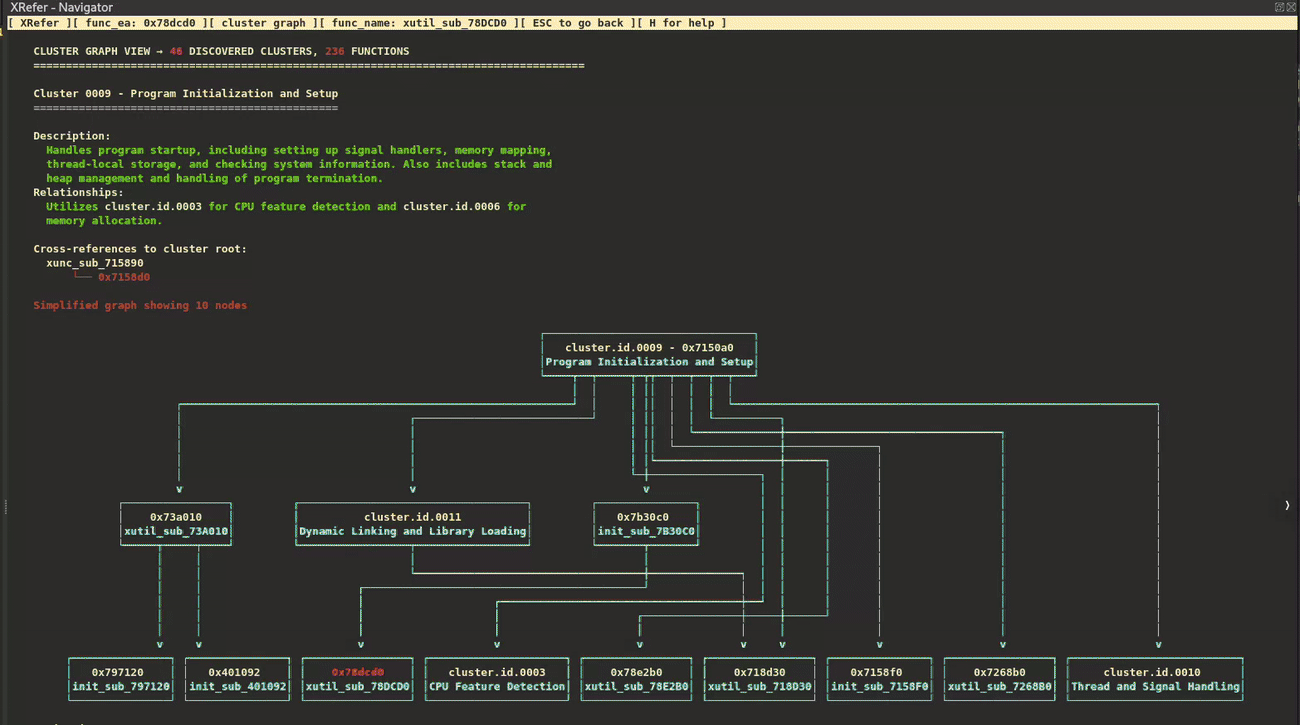 XRefer - Navigator
[ XRefer ][ func_ea: 0x78dcd0 ][ cluster graph ][ func_name: xutil_sub_78DCD0 ][ ESC to go back ][ H for help ]
CLUSTER GRAPH VIEW → 46 DISCOVERED CLUSTERS, 236 FUNCTIONS
Cluster 0009 - Program Initialization and Setup
Description:
Handles program startup, including setting up signal handlers, memory mapping,
thread-local storage, and checking system information. Also includes stack and
heap management and handling of program termination.
Relationships:
Utilizes cluster.id.0003 for CPU feature detection and cluster.id.0006 for
memory allocation.
Cross-references to cluster root:
xunc_sub_715890
0x7158d0
Simplified graph showing 10 nodes
cluster.id.0009 - 0x7150a0
Program Initialization and Setup
0x73a010
xutil_sub_73A010
cluster.id.0011
Dynamic Linking and Library Loading
0x7b30c0
init_sub_7B30C0
0x797120
init_sub_797120
0x401092
init_sub_401092
0x78dcd0
xutil_sub_78DCD0
cluster.id.0003
CPU Feature Detection
0x78e2b0
xutil_sub_78E2B0
0x718d30
xutil_sub_718D30
0x7158f0
init_sub_7158F0
0x7268b0
xutil_sub_7268B0
cluster.id.0010
Thread and Signal Handling